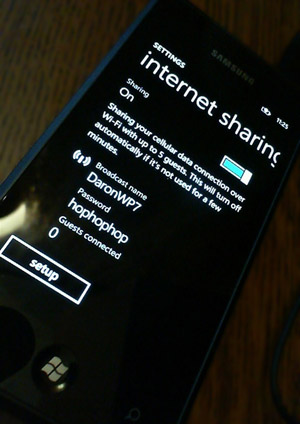 SAMSUNG
11:25
SETTINGS
internet sharing
Sharing
On
Sharing your cellular data connection over
Wi-Fi with up to 5 guests. This will turn off
automatically if it's not used for a few
minutes.
Broadcast name
DaronWP7
Password
hophophop
Guests connected
0
setup